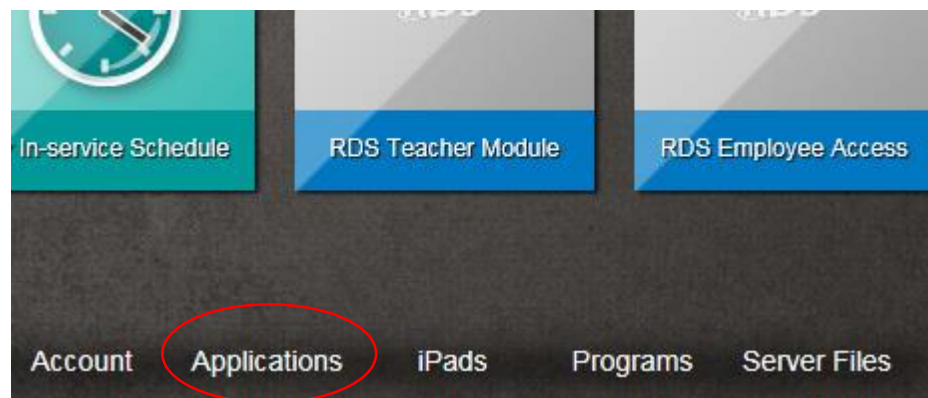 In-service Schedule
RDS Teacher Module
RDS Employee Access
Account
Applications
iPads
Programs
Server Files